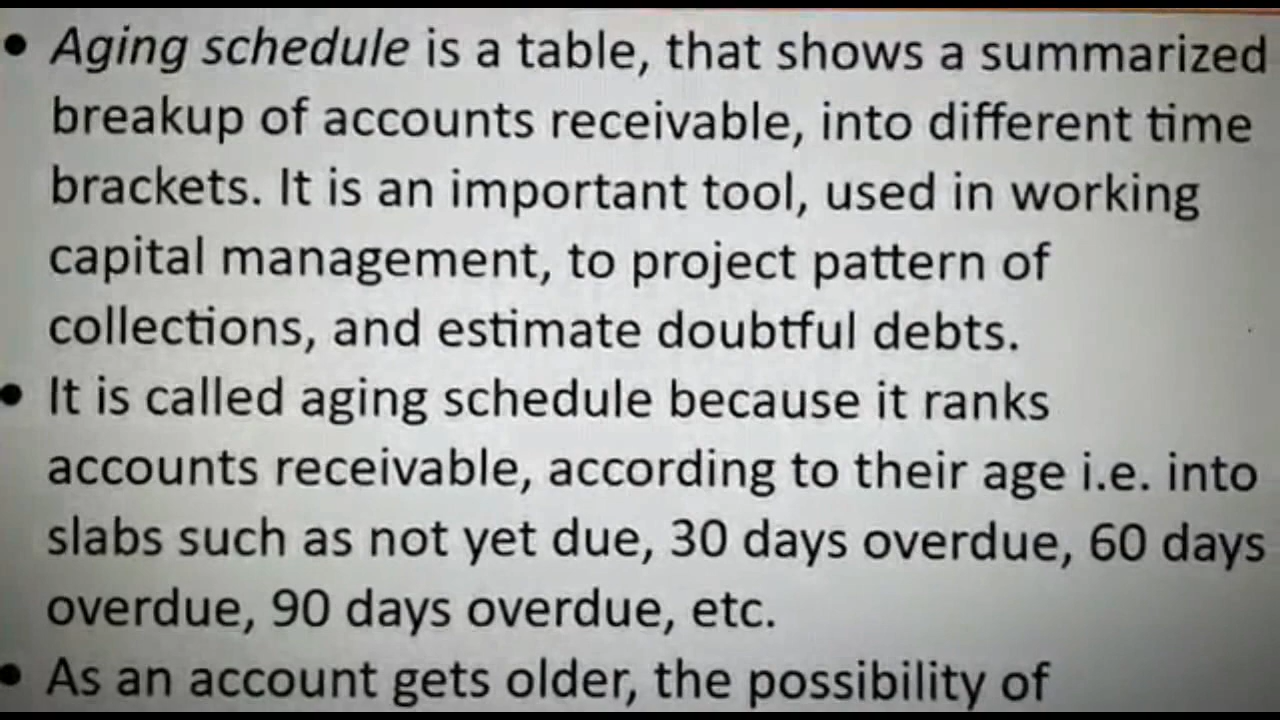 • Aging schedule is a table, that shows a summarized
breakup of accounts receivable, into different time
brackets. It is an important tool, used in working
capital management, to project pattern of
collections, and estimate doubtful debts.
• It is called aging schedule because it ranks
accounts receivable, according to their age i.e. into
slabs such as not yet due, 30 days overdue, 60 days
overdue, 90 days overdue, etc.
• As an account gets older, the possibility of